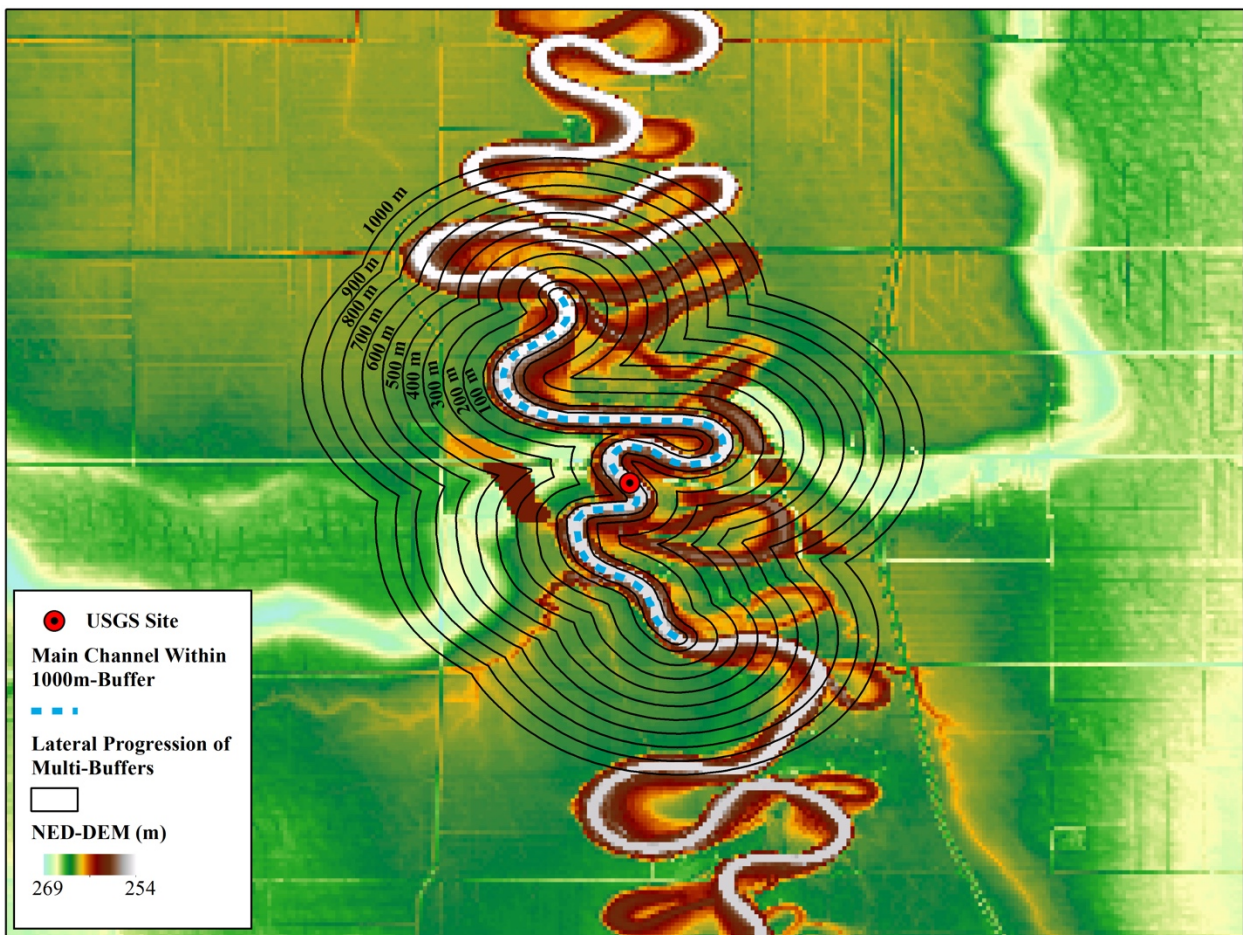 1000 m
900 m
800 m
700 m
600 m
500 m
400 m
300 m
200 m
100 m
USGS Site
Main Channel Within
1000m-Buffer
Lateral Progression of
Multi-Buffers
NED-DEM (m)
269 254